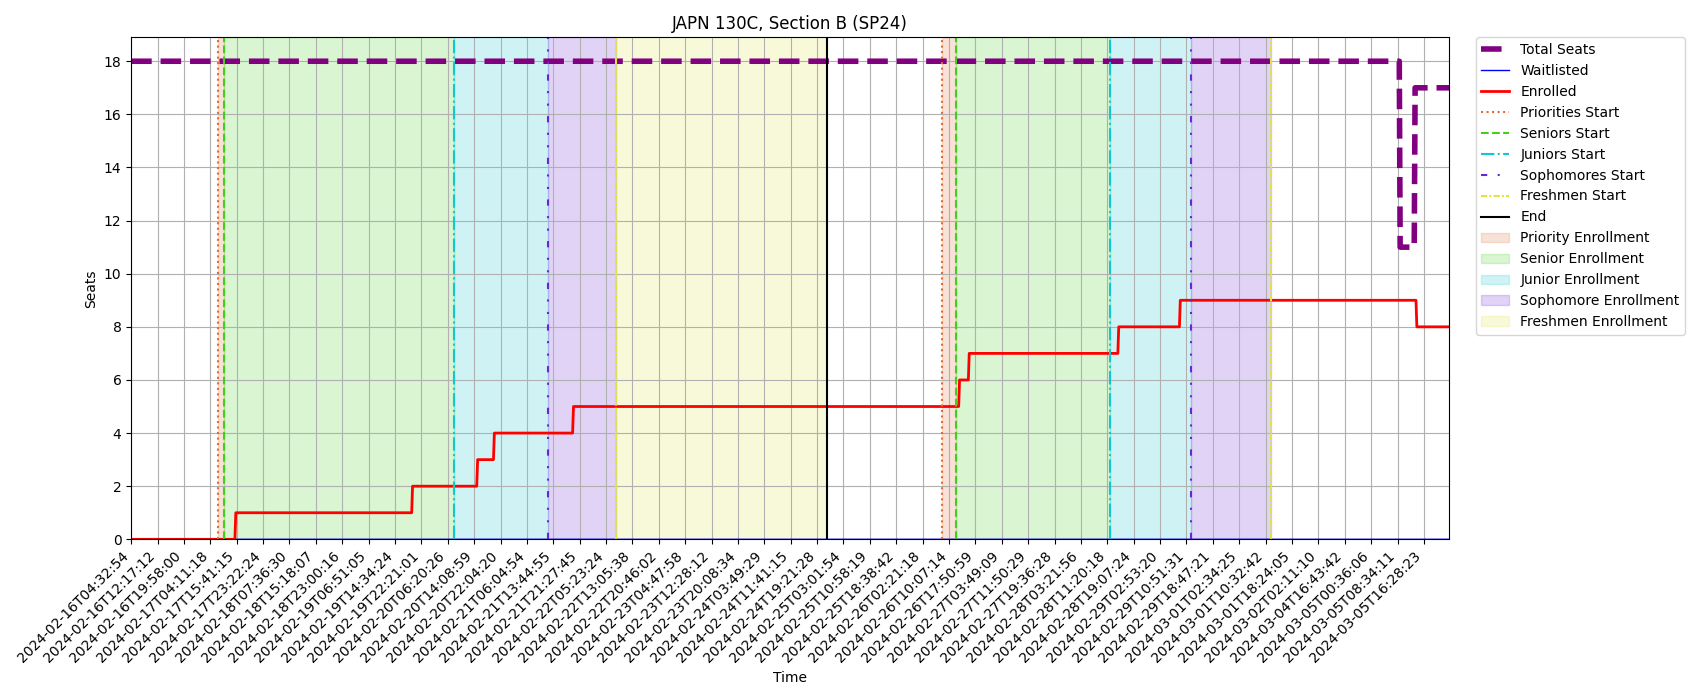 JAPN 130C, Section B (SP24)
Seats
18
16
14
12
10
8
6
4
2
0
2024-02-16T04:32:54
2024-02-16T12:17:12
2024-02-16T19:58:00
2024-02-17T04:11:18
2024-02-17T15:41:15
2024-02-17T23:22:24
2024-02-18T07:36:30
2024-02-18T15:18:07
2024-02-18T23:00:16
2024-02-19T06:51:05
2024-02-19T14:34:24
2024-02-19T22:21:01
2024-02-20T06:20:26
2024-02-20T14:08:59
2024-02-20T22:04:20
2024-02-21T06:04:54
2024-02-21T13:44:55
2024-02-21T21:27:45
2024-02-22T05:23:24
2024-02-22T13:05:38
2024-02-22T20:46:02
2024-02-23T04:47:58
2024-02-23T12:28:12
2024-02-23T20:08:34
2024-02-24T03:49:29
2024-02-24T11:41:15
2024-02-24T19:21:28
2024-02-25T03:01:54
2024-02-25T10:58:19
2024-02-25T18:38:42
2024-02-26T02:21:18
2024-02-26T10:07:14
2024-02-26T17:50:59
2024-02-27T03:49:09
2024-02-27T11:50:29
2024-02-27T19:36:28
2024-02-28T03:21:56
2024-02-28T11:20:18
2024-02-28T19:07:24
2024-02-29T02:53:20
2024-02-29T10:51:31
2024-02-29T18:47:21
2024-03-01T02:34:25
2024-03-01T10:32:42
2024-03-01T18:24:05
2024-03-02T02:11:10
2024-03-04T16:43:42
2024-03-05T00:36:06
2024-03-05T08:34:11
2024-03-05T16:28:23
Time
Total Seats
Waitlisted
Enrolled
Priorities Start
Seniors Start
Juniors Start
Sophomores Start
Freshmen Start
End
Priority Enrollment
Senior Enrollment
Junior Enrollment
Sophomore Enrollment
Freshmen Enrollment